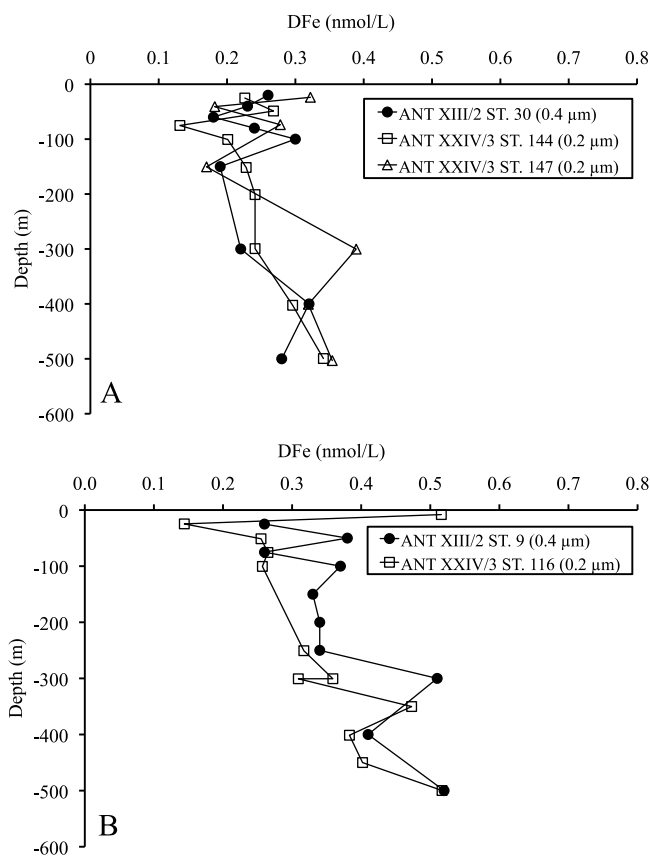 DFe (nmol/L)
0.0 0.1 0.2 0.3 0.4 0.5 0.6 0.7 0.8
0
-100
-200
-300
-400
-500
-600
Depth (m)
ANT XIII/2 ST. 30 (0.4 µm)
ANT XXIV/3 ST. 144 (0.2 µm)
ANT XXIV/3 ST. 147 (0.2 µm)
A
DFe (nmol/L)
0.0 0.1 0.2 0.3 0.4 0.5 0.6 0.7 0.8
0
-100
-200
-300
-400
-500
-600
Depth (m)
ANT XIII/2 ST. 9 (0.4 µm)
ANT XXIV/3 ST. 116 (0.2 µm)
B